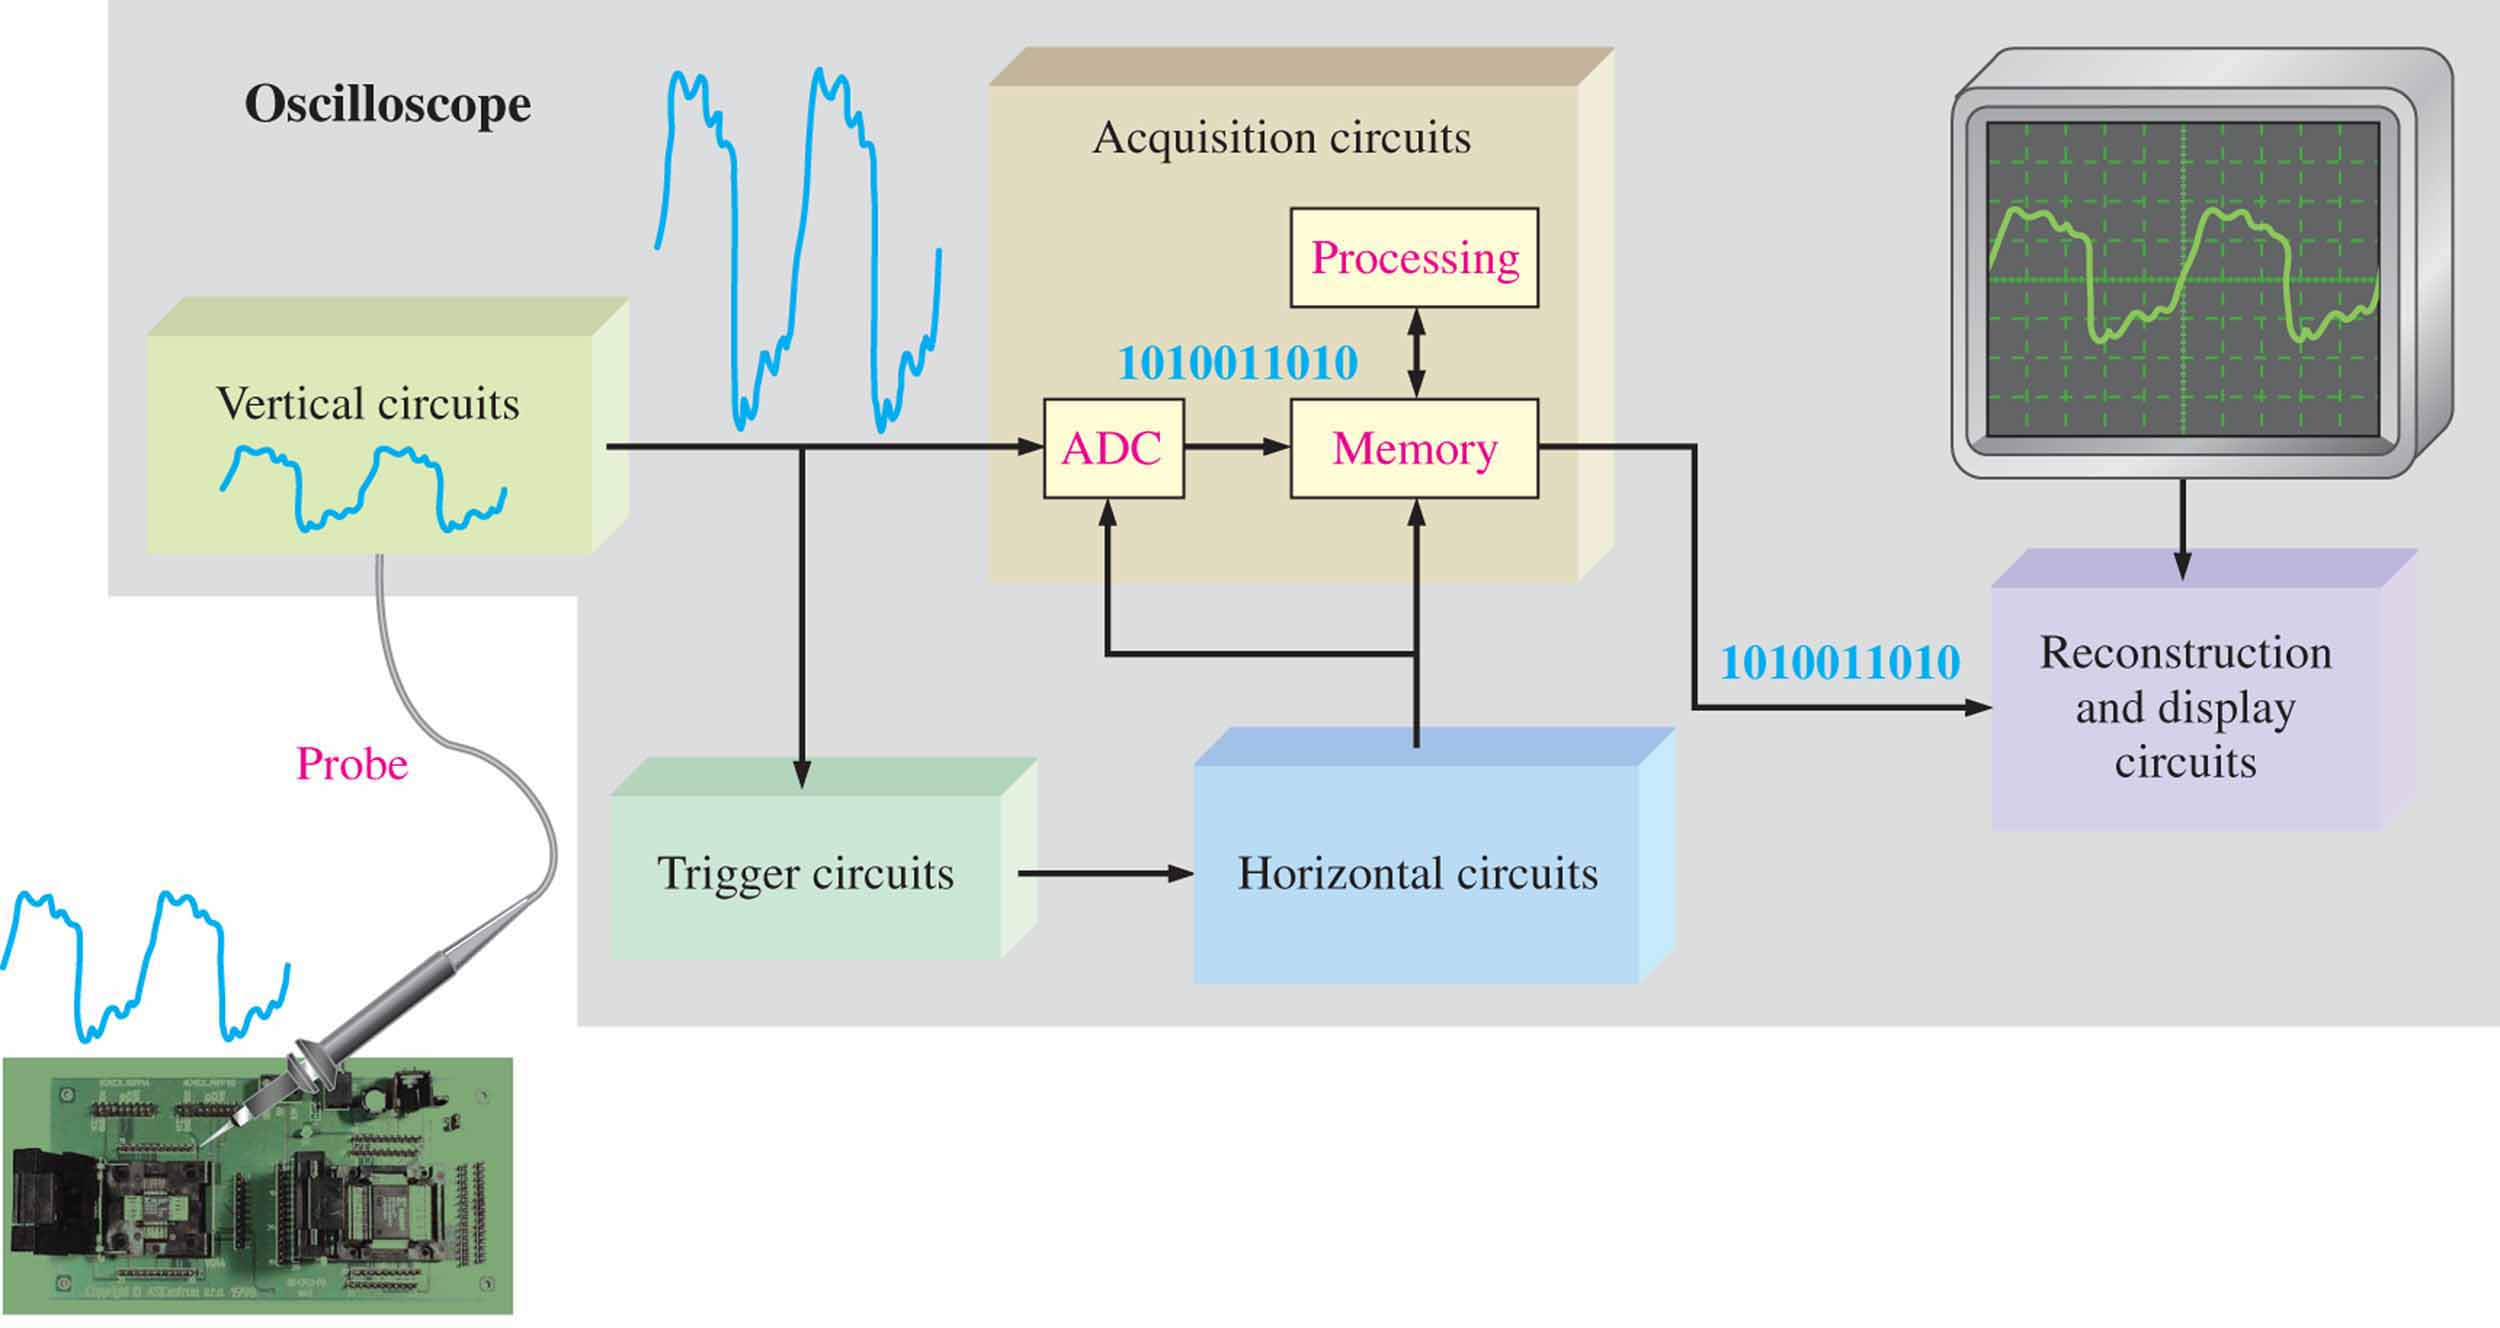 Oscilloscope
Acquisition circuits
Processing
1010011010
Vertical circuits
ADC
Memory
1010011010
Reconstruction
and display
circuits
Probe
Trigger circuits
Horizontal circuits